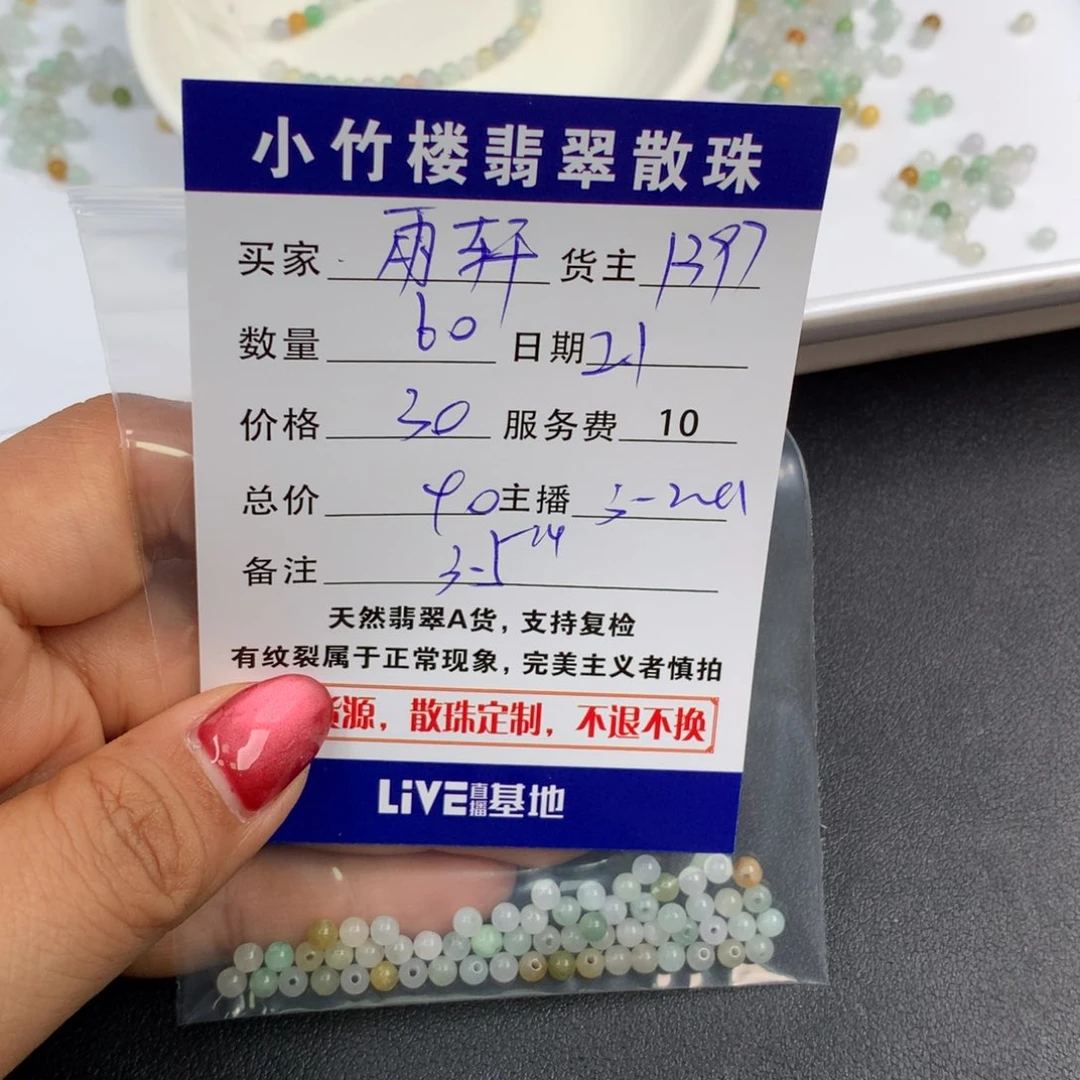 小竹楼翡翠散珠
买家 雨轩 货主 1397
数量 60 日期 21
价格 30 服务费 10
总价 40 主播
备注 3-5 24
天然翡翠A货，支持复检
有纹裂属于正常现象，完美主义者慎拍
源，散珠定制，不退不换
LiVE直播基地